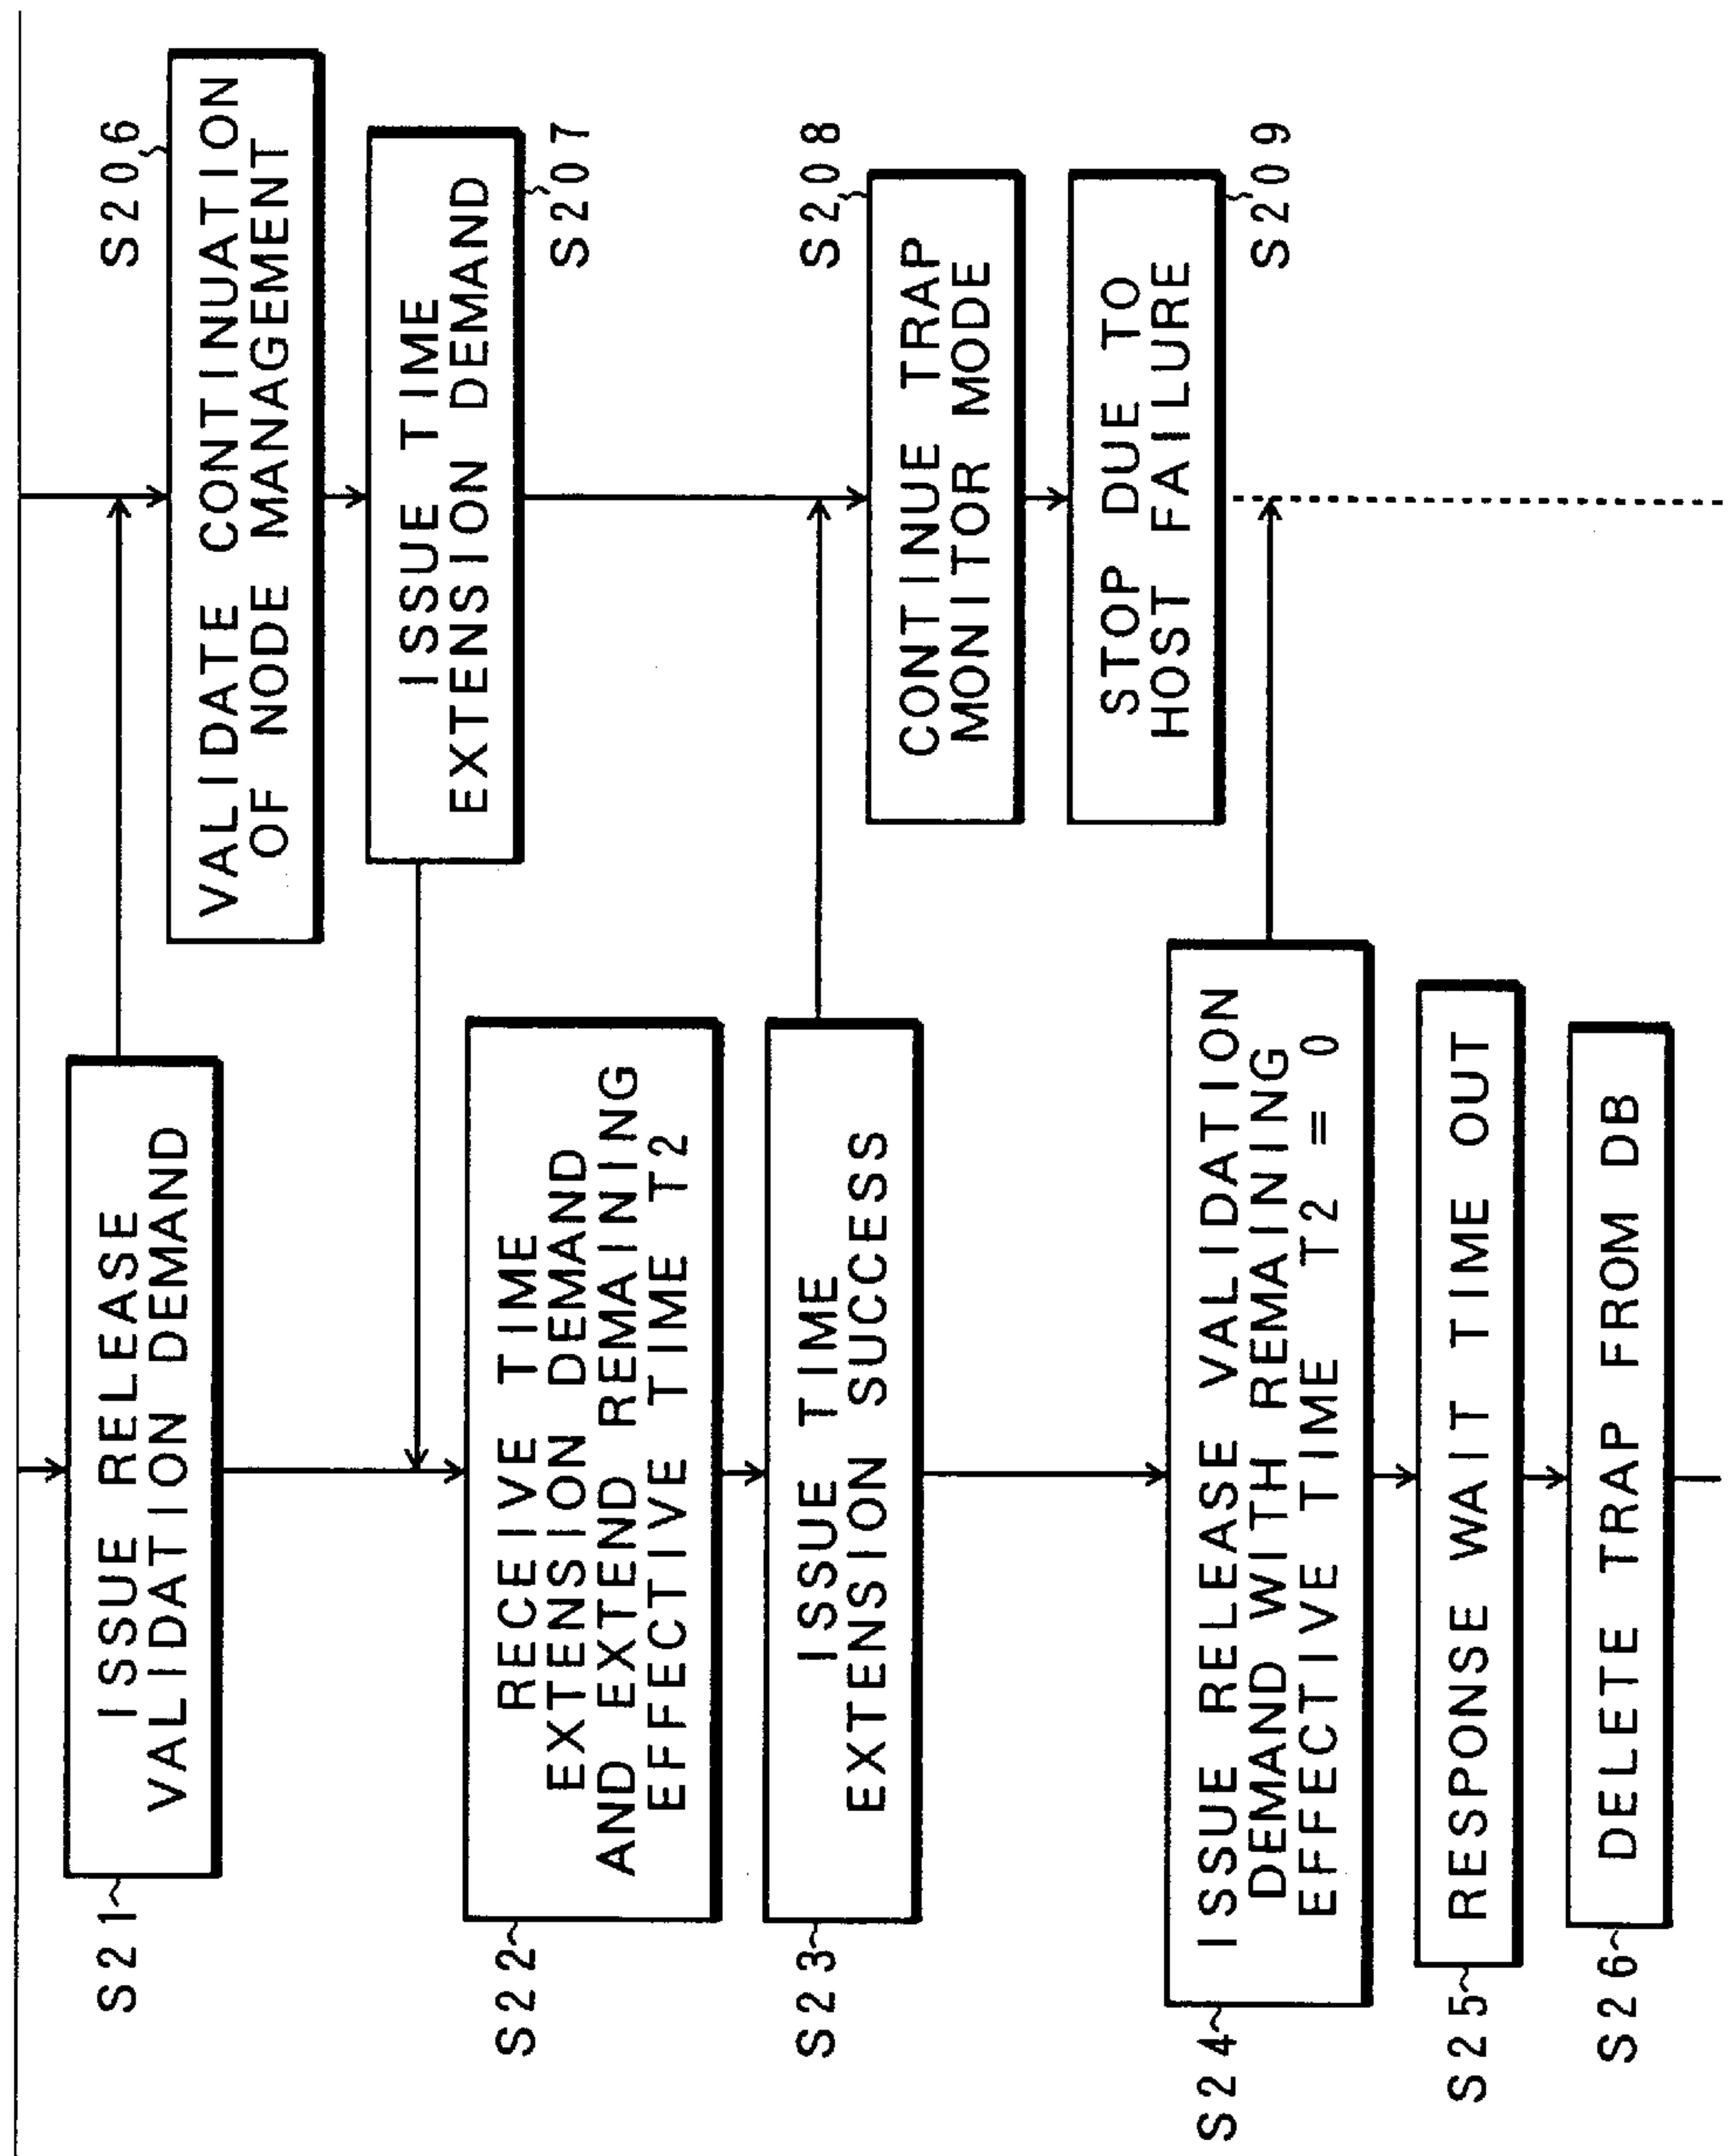 S21
ISSUE RELEASE
VALIDATION DEMAND
S206
VALIDATE CONTINUATION
OF NODE MANAGEMENT
ISSUE TIME
EXTENSION DEMAND
S207
S22
RECEIVE TIME
EXTENSION DEMAND
AND EXTEND REMAINING
EFFECTIVE TIME T2
S23
ISSUE TIME
EXTENSION SUCCESS
S208
CONTINUE TRAP
MONITOR MODE
STOP DUE TO
HOST FAILURE
S209
S24
ISSUE RELEASE VALIDATION
DEMAND WITH REMAINING
EFFECTIVE TIME T2 = 0
S25
RESPONSE WAIT TIME OUT
S26
DELETE TRAP FROM DB